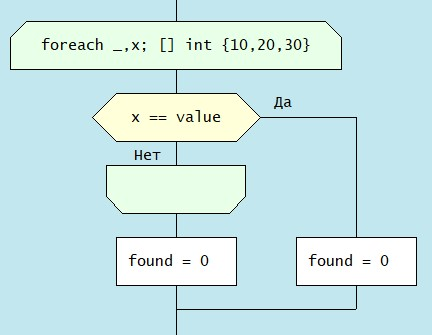 foreach _,x; [] int {10,20,30}
x == value
Да
Нет
found = 0
found = 0